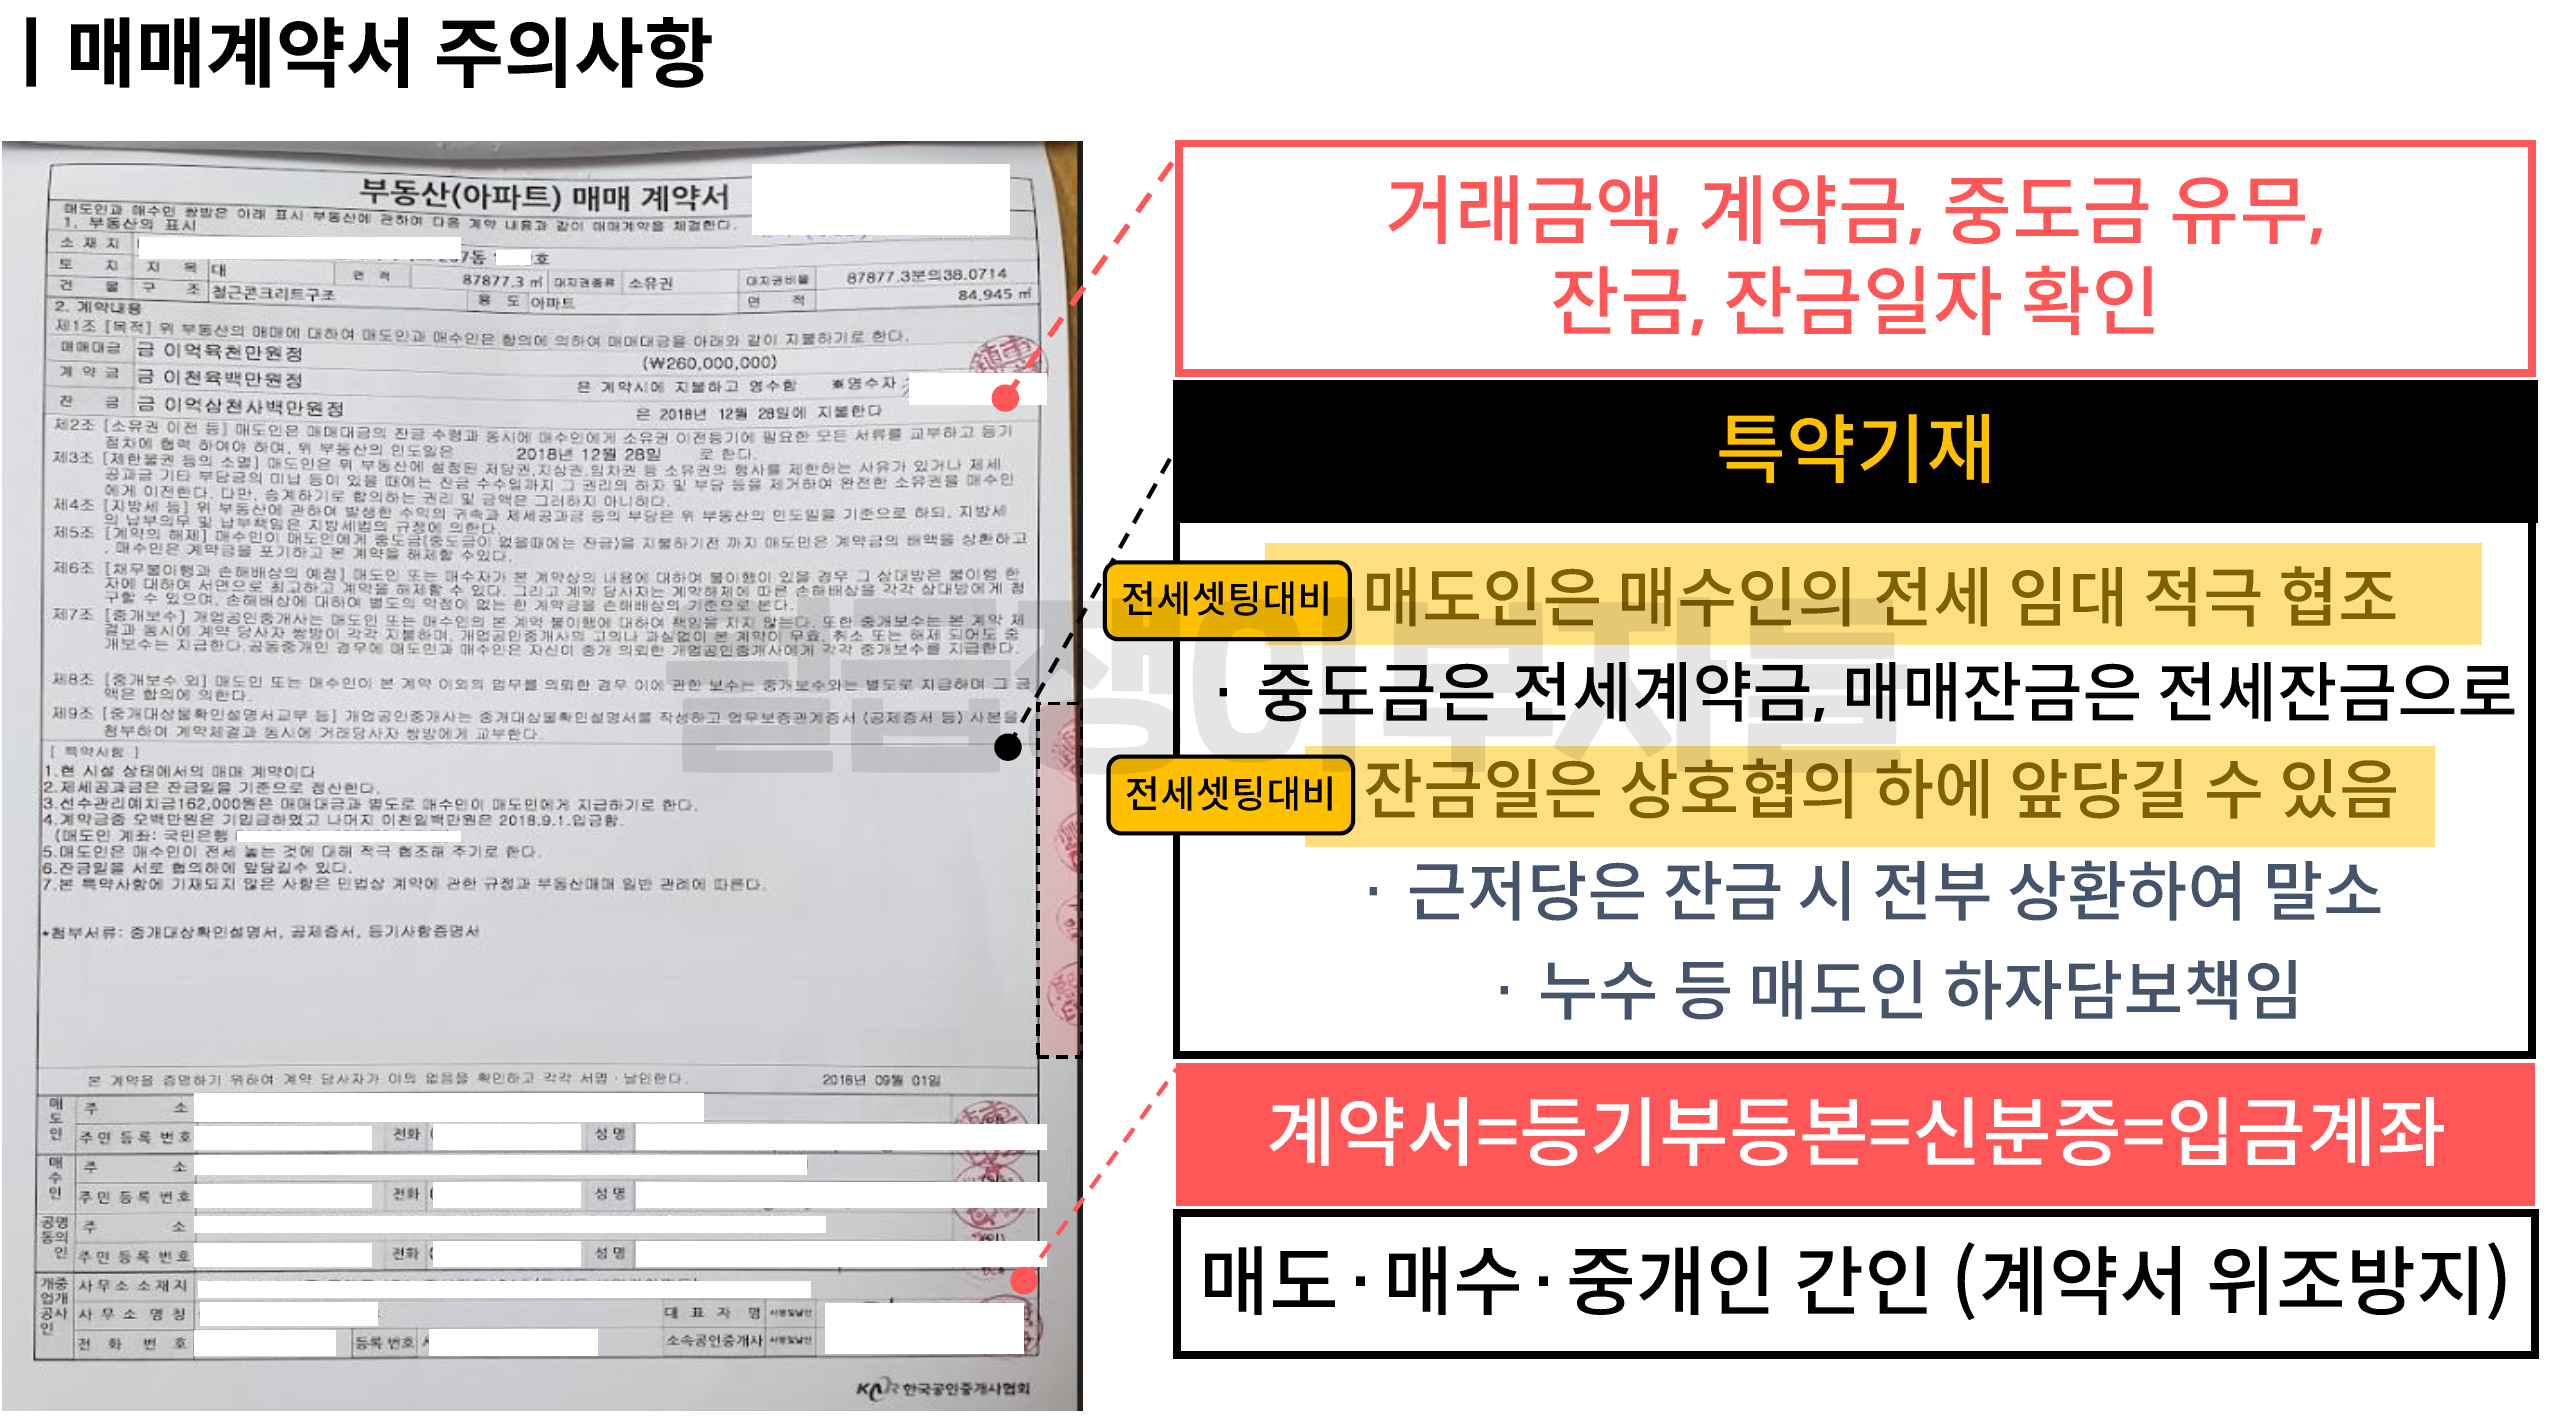 | 매매계약서 주의사항
부동산(아파트) 매매 계약서
매도인과 매수인 쌍방은 아래 표시 부동산에 관하여 다음 계약 내용과 같이 매매계약을 체결한다.
1. 부동산의 표시
소 재 지 호
토 지 지 목 대 면 적 87877.3 ㎡ 대지권종류 소유권 대지권비율 87877.3분의38.0714
건 물 구 조 철근콘크리트구조 용 도 아파트 면 적 84.945 ㎡
2. 계약내용
제1조 [목적] 위 부동산의 매매에 대하여 매도인과 매수인은 합의에 의하여 매매대금을 아래와 같이 지불하기로 한다.
매매대금 금 이억육천만원정 (₩260,000,000)
계 약 금 금 이천육백만원정 은 계약시에 지불하고 영수함 ※영수자
잔 금 금 이억삼천사백만원정 은 2018년 12월 28일에 지불한다
제2조 [소유권 이전 등] 매도인은 매매대금의 잔금 수령과 동시에 매수인에게 소유권 이전등기에 필요한 모든 서류를 교부하고 등기
절차에 협력 하여야 하며, 위 부동산의 인도일은 2018년 12월 28일 로 한다.
제3조 [제한물권 등의 소멸] 매도인은 위 부동산에 설정된 저당권,지상권,임차권 등 소유권의 행사를 제한하는 사유가 있거나 제세
공과금 기타 부담금의 미납 등이 있을 때에는 잔금 수수일까지 그 권리의 하자 및 부담 등을 제거하여 완전한 소유권을 매수인
에게 이전한다. 다만, 승계하기로 합의하는 권리 및 금액은 그러하지 아니하다.
제4조 [지방세 등] 위 부동산에 관하여 발생한 수익의 귀속과 제세공과금 등의 부담은 위 부동산의 인도일을 기준으로 하되, 지방세
의 납부의무 및 납부책임은 지방세법의 규정에 의한다.
제5조 [계약의 해제] 매수인이 매도인에게 중도금(중도금이 없을때에는 잔금)을 지불하기전 까지 매도인은 계약금의 배액을 상환하고
, 매수인은 계약금을 포기하고 본 계약을 해제할 수있다.
제6조 [채무불이행과 손해배상의 예정] 매도인 또는 매수자가 본 계약상의 내용에 대하여 불이행이 있을 경우 그 상대방은 불이행 한
자에 대하여 서면으로 최고하고 계약을 해제할 수 있다. 그리고 계약 당사자는 계약해제에 따른 손해배상을 각각 상대방에게 청
구할 수 있으며, 손해배상에 대하여 별도의 약정이 없는 한 계약금을 손해배상의 기준으로 본다.
제7조 [중개보수] 개업공인중개사는 매도인 또는 매수인의 본 계약 불이행에 대하여 책임을 지지 않는다. 또한 중개보수는 본 계약 체
결과 동시에 계약 당사자 쌍방이 각각 지불하며, 개업공인중개사의 고의나 과실없이 본 계약이 무효, 취소 또는 해제 되어도 중
개보수는 지급한다.공동중개인 경우에 매도인과 매수인은 자신이 중개 의뢰한 개업공인중개사에게 각각 중개보수를 지급한다.
제8조 [중개보수 외] 매도인 또는 매수인이 본 계약 이외의 업무를 의뢰한 경우 이에 관한 보수는 중개보수와는 별도로 지급하며 그 금
액은 합의에 의한다.
제9조 [중개대상물확인설명서교부 등] 개업공인중개사는 중개대상물확인설명서를 작성하고 업무보증관계증서 (공제증서 등) 사본을
첨부하여 계약체결과 동시에 거래당사자 쌍방에게 교부한다.
[ 특약사항 ]
1.현 시설 상태에서의 매매 계약이다
2.제세공과금은 잔금일을 기준으로 정산한다.
3.선수관리예치금162,000원은 매매대금과 별도로 매수인이 매도인에게 지급하기로 한다.
4.계약금중 오백만원은 기입금하였고 나머지 이천일백만원은 2018.9.1.입금함.
(매도인 계좌: 국민은행
5.매도인은 매수인이 전세 놓는 것에 대해 적극 협조해 주기로 한다.
6.잔금일을 서로 협의하에 앞당길수 있다.
7.본 특약사항에 기재되지 않은 사항은 민법상 계약에 관한 규정과 부동산매매 일반 관례에 따른다.
*첨부서류: 중개대상확인설명서, 공제증서, 등기사항증명서
본 계약을 증명하기 위하여 계약 당사자가 이의 없음을 확인하고 각각 서명·날인한다. 2018년 09월 01일
매도인 주 소
주민등록번호 전화 성명
매수인 주 소
주민등록번호 전화 성명
공동명의인 주 소
주민등록번호 전화 성명
개업공인중개사 사무소소재지
사무소명칭 대표자명 서명및날인
전화번호 등록번호 소속공인중개사 서명및날인
KAR 한국공인중개사협회
거래금액, 계약금, 중도금 유무,
잔금, 잔금일자 확인
특약기재
전세셋팅대비 매도인은 매수인의 전세 임대 적극 협조
· 중도금은 전세계약금, 매매잔금은 전세잔금으로
전세셋팅대비 잔금일은 상호협의 하에 앞당길 수 있음
· 근저당은 잔금 시 전부 상환하여 말소
· 누수 등 매도인 하자담보책임
계약서=등기부등본=신분증=입금계좌
매도·매수·중개인 간인 (계약서 위조방지)
월급쟁이부자들